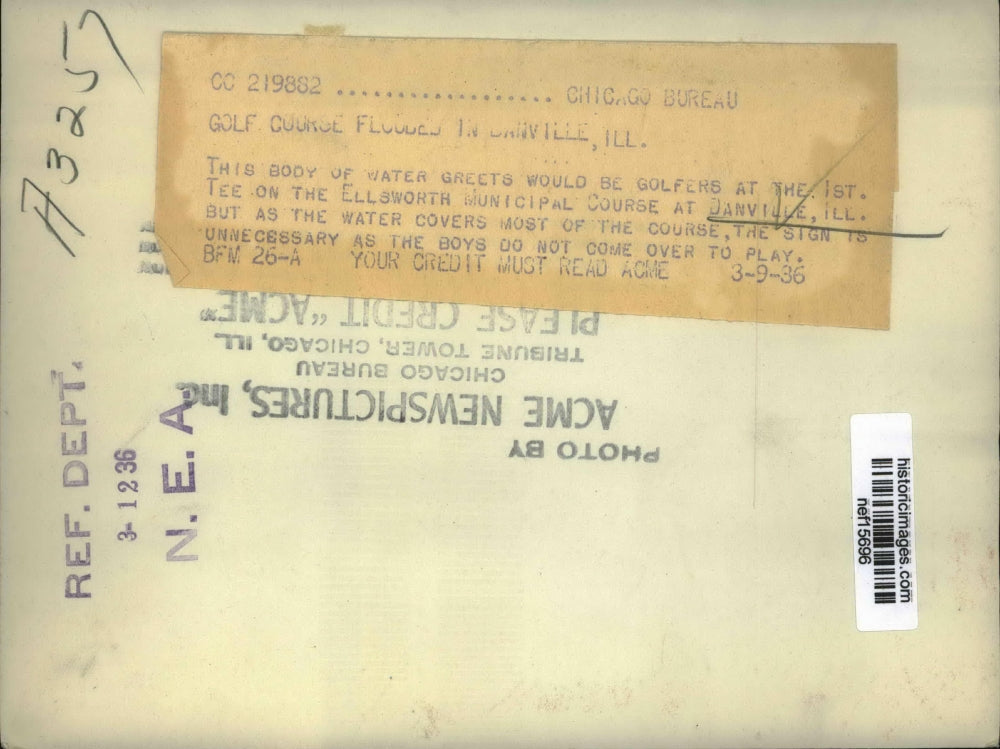 CC 219882 ................... CHICAGO BUREAU
GOLF COURSE FLOODED IN DANVILLE, ILL.
THIS BODY OF WATER GREETS WOULD BE GOLFERS AT THE 1ST.
TEE ON THE ELLSWORTH MUNICIPAL COURSE AT DANVILLE, ILL.
BUT AS THE WATER COVERS MOST OF THE COURSE, THE SIGN IS
UNNECESSARY AS THE BOYS DO NOT COME OVER TO PLAY.
BFM 26-A YOUR CREDIT MUST READ ACME 3-9-36
PHOTO BY
ACME NEWSPICTURES, Inc.
CHICAGO BUREAU
TRIBUNE TOWER, CHICAGO, ILL
PLEASE CREDIT "ACME"
REF. DEPT.
3-12 36
N. E. A.
historicimages.com
nef15696